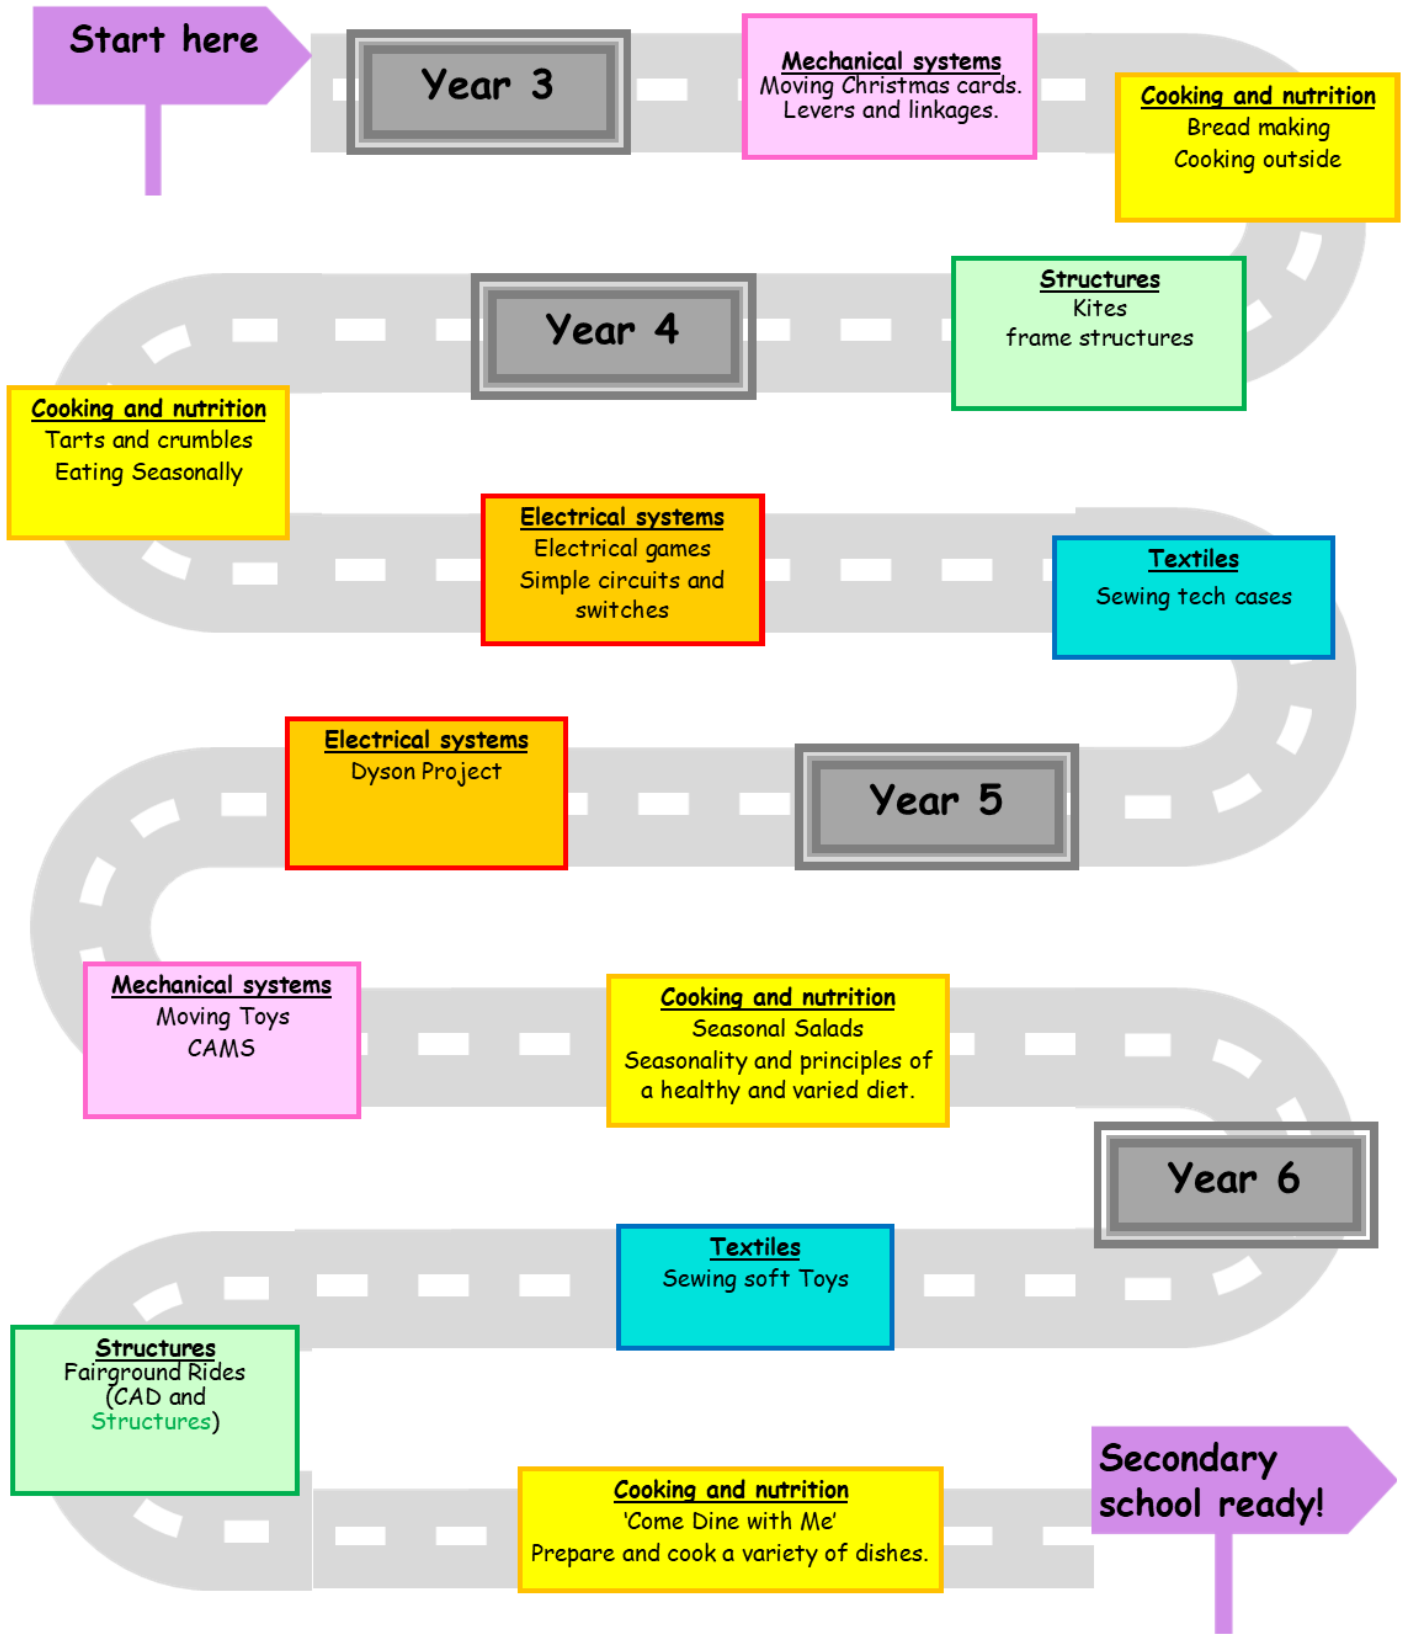 Start here
Year 3
Mechanical systems
Moving Christmas cards.
Levers and linkages.
Cooking and nutrition
Bread making
Cooking outside
Structures
Kites
frame structures
Year 4
Cooking and nutrition
Tarts and crumbles
Eating Seasonally
Electrical systems
Electrical games
Simple circuits and
switches
Textiles
Sewing tech cases
Year 5
Electrical systems
Dyson Project
Mechanical systems
Moving Toys
CAMS
Cooking and nutrition
Seasonal Salads
Seasonality and principles of
a healthy and varied diet.
Year 6
Textiles
Sewing soft Toys
Structures
Fairground Rides
(CAD and
Structures)
Cooking and nutrition
‘Come Dine with Me’
Prepare and cook a variety of dishes.
Secondary
school ready!